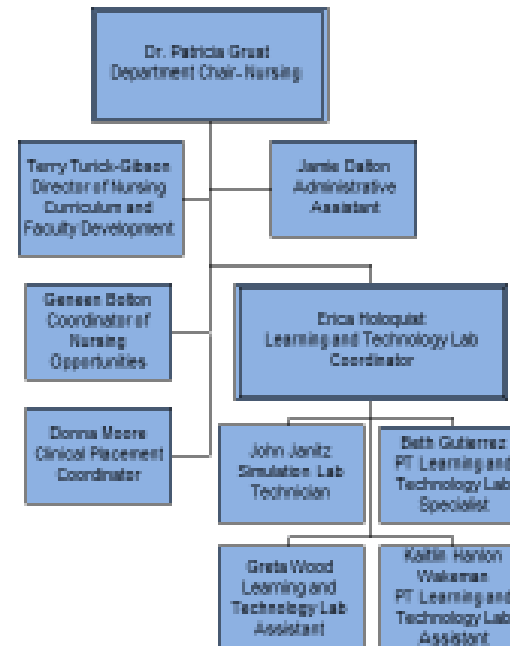 Dr. Patricia Grust
Department Chair- Nursing
Terry Turick-Gibson
Director of Nursing
Curriculum and
Faculty Development
Jamie Dalton
Administrative
Assistant
Geneen Bolton
Coordinator of
Nursing
Opportunities
Erica Holoquist
Learning and Technology Lab
Coordinator
Donna Moore
Clinical Placement
Coordinator
John Janitz
Simulation Lab
Technician
Beth Gutierrez
PT Learning and
Technology Lab
Specialist
Greta Wood
Learning and
Technology Lab
Assistant
Kaitlin Hanlon
Wakeman
PT Learning and
Technology Lab
Assistant